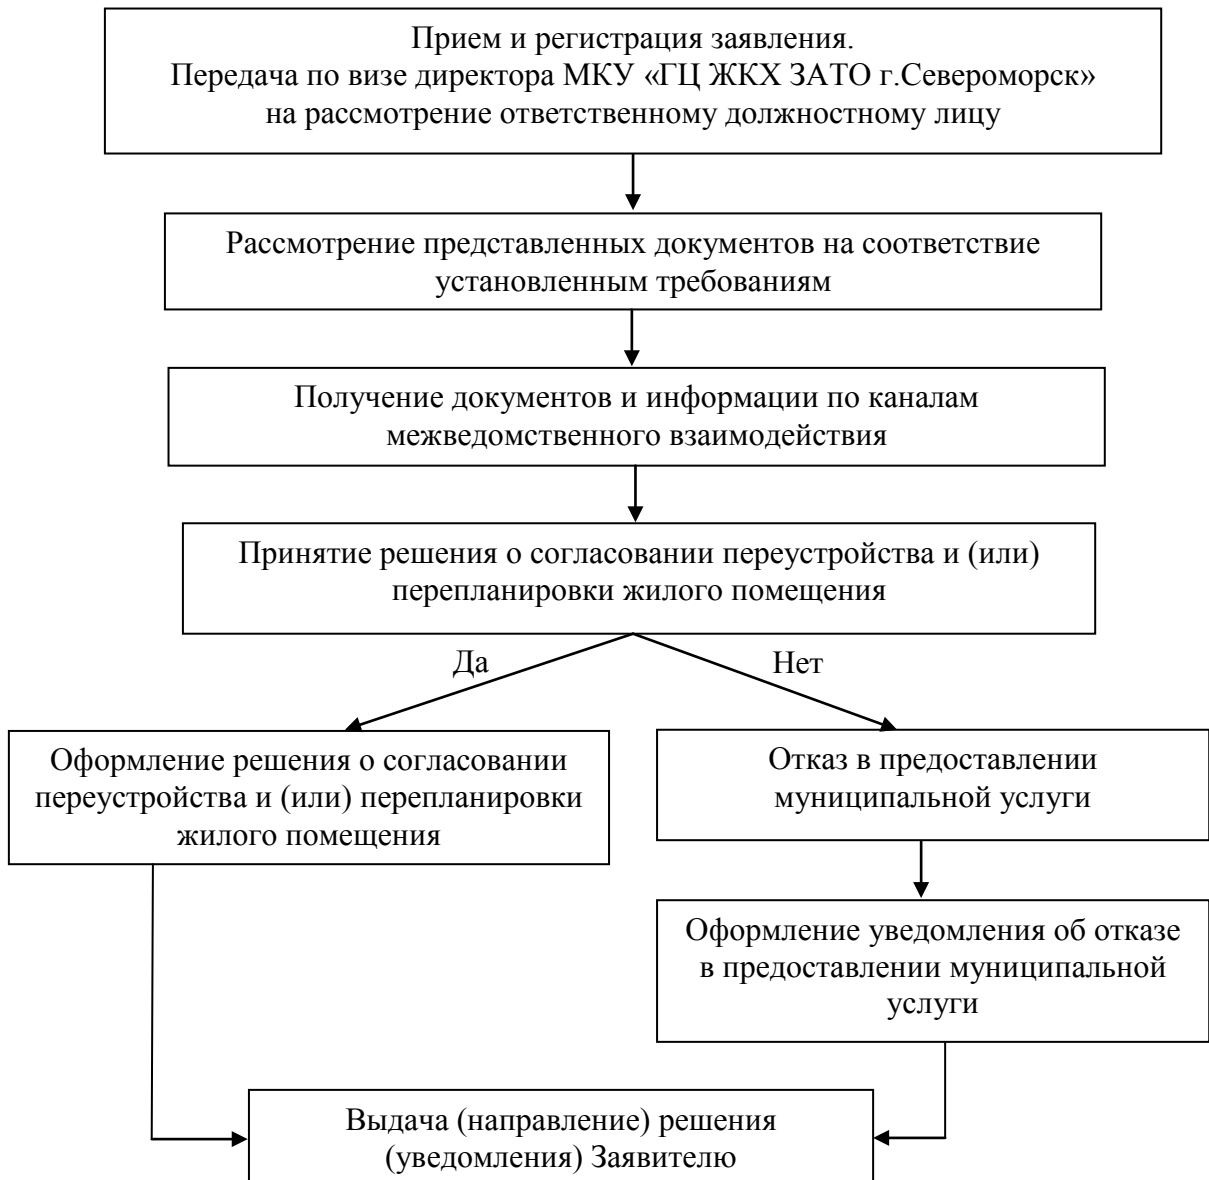 Прием и регистрация заявления.
Передача по визе директора МКУ «ГЦ ЖКХ ЗАТО г.Североморск»
на рассмотрение ответственному должностному лицу
Рассмотрение представленных документов на соответствие
установленным требованиям
Получение документов и информации по каналам
межведомственного взаимодействия
Принятие решения о согласовании переустройства и (или)
перепланировки жилого помещения
Да
Нет
Оформление решения о согласовании
переустройства и (или) перепланировки
жилого помещения
Отказ в предоставлении
муниципальной услуги
Оформление уведомления об отказе
в предоставлении муниципальной
услуги
Выдача (направление) решения
(уведомления) Заявителю